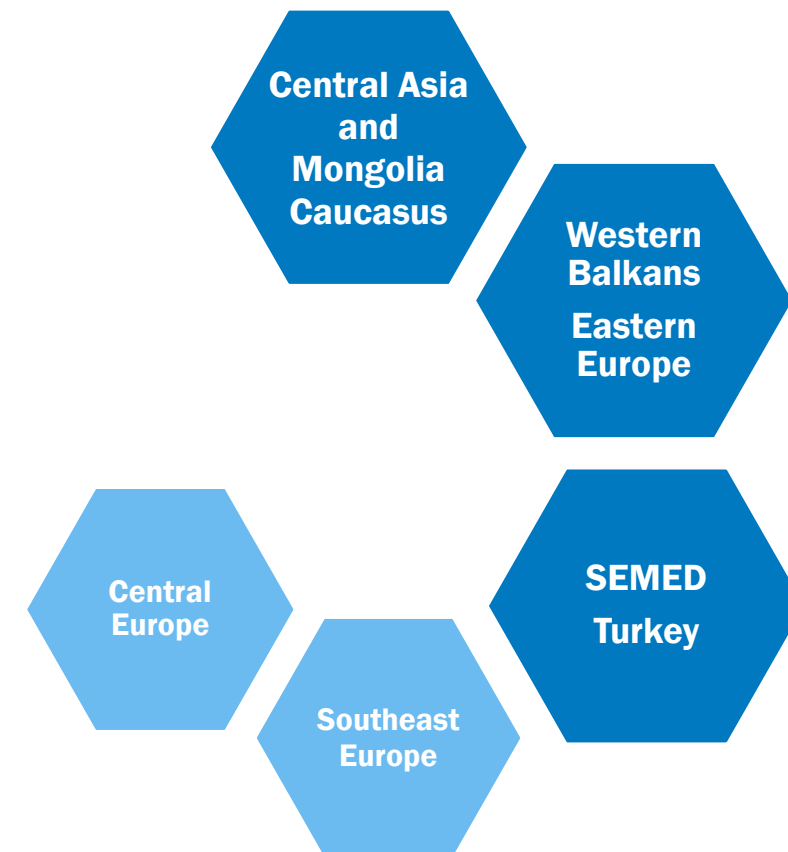 Central Asia
and
Mongolia
Caucasus
Western
Balkans
Eastern
Europe
SEMED
Turkey
Central
Europe
Southeast
Europe